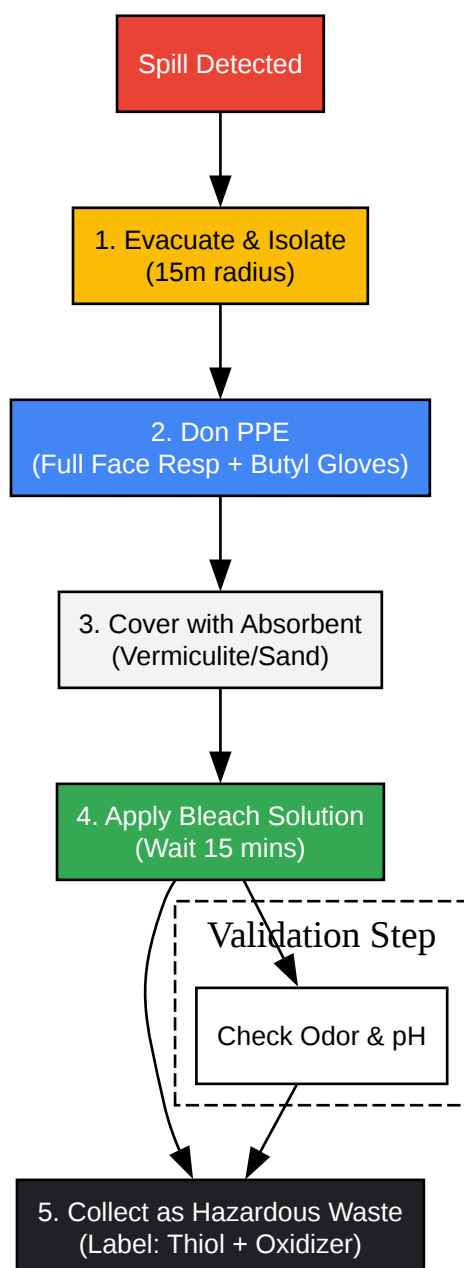 Spill Detected
1. Evacuate & Isolate
(15m radius)
2. Don PPE
(Full Face Resp + Butyl Gloves)
3. Cover with Absorbent
(Vermiculite/Sand)
4. Apply Bleach Solution
(Wait 15 mins)
Validation Step
Check Odor & pH
5. Collect as Hazardous Waste
(Label: Thiol + Oxidizer)